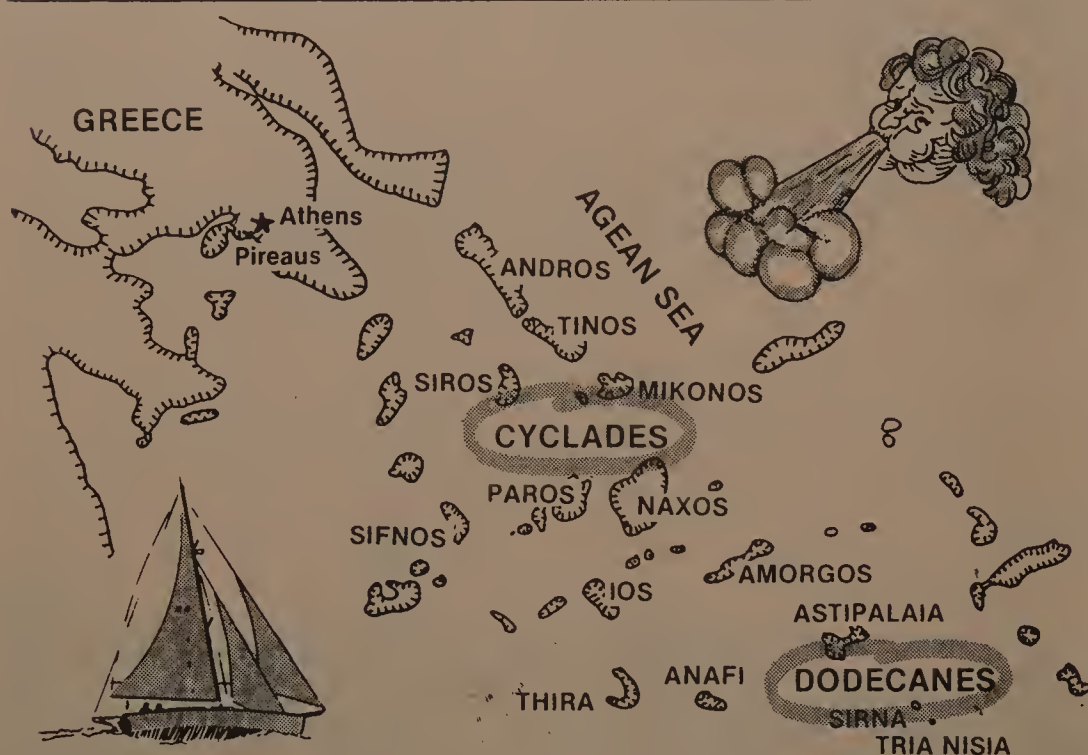 GREECE
Athens
Pireaus
AGEAN SEA
ANDROS
TINOS
SIROS
MIKONOS
CYCLADES
PAROS
NAXOS
SIFNOS
IOS
AMORGOS
ASTIPALAIA
THIRA
ANAFI
DODECANES
SIRNA
TRIA NISIA